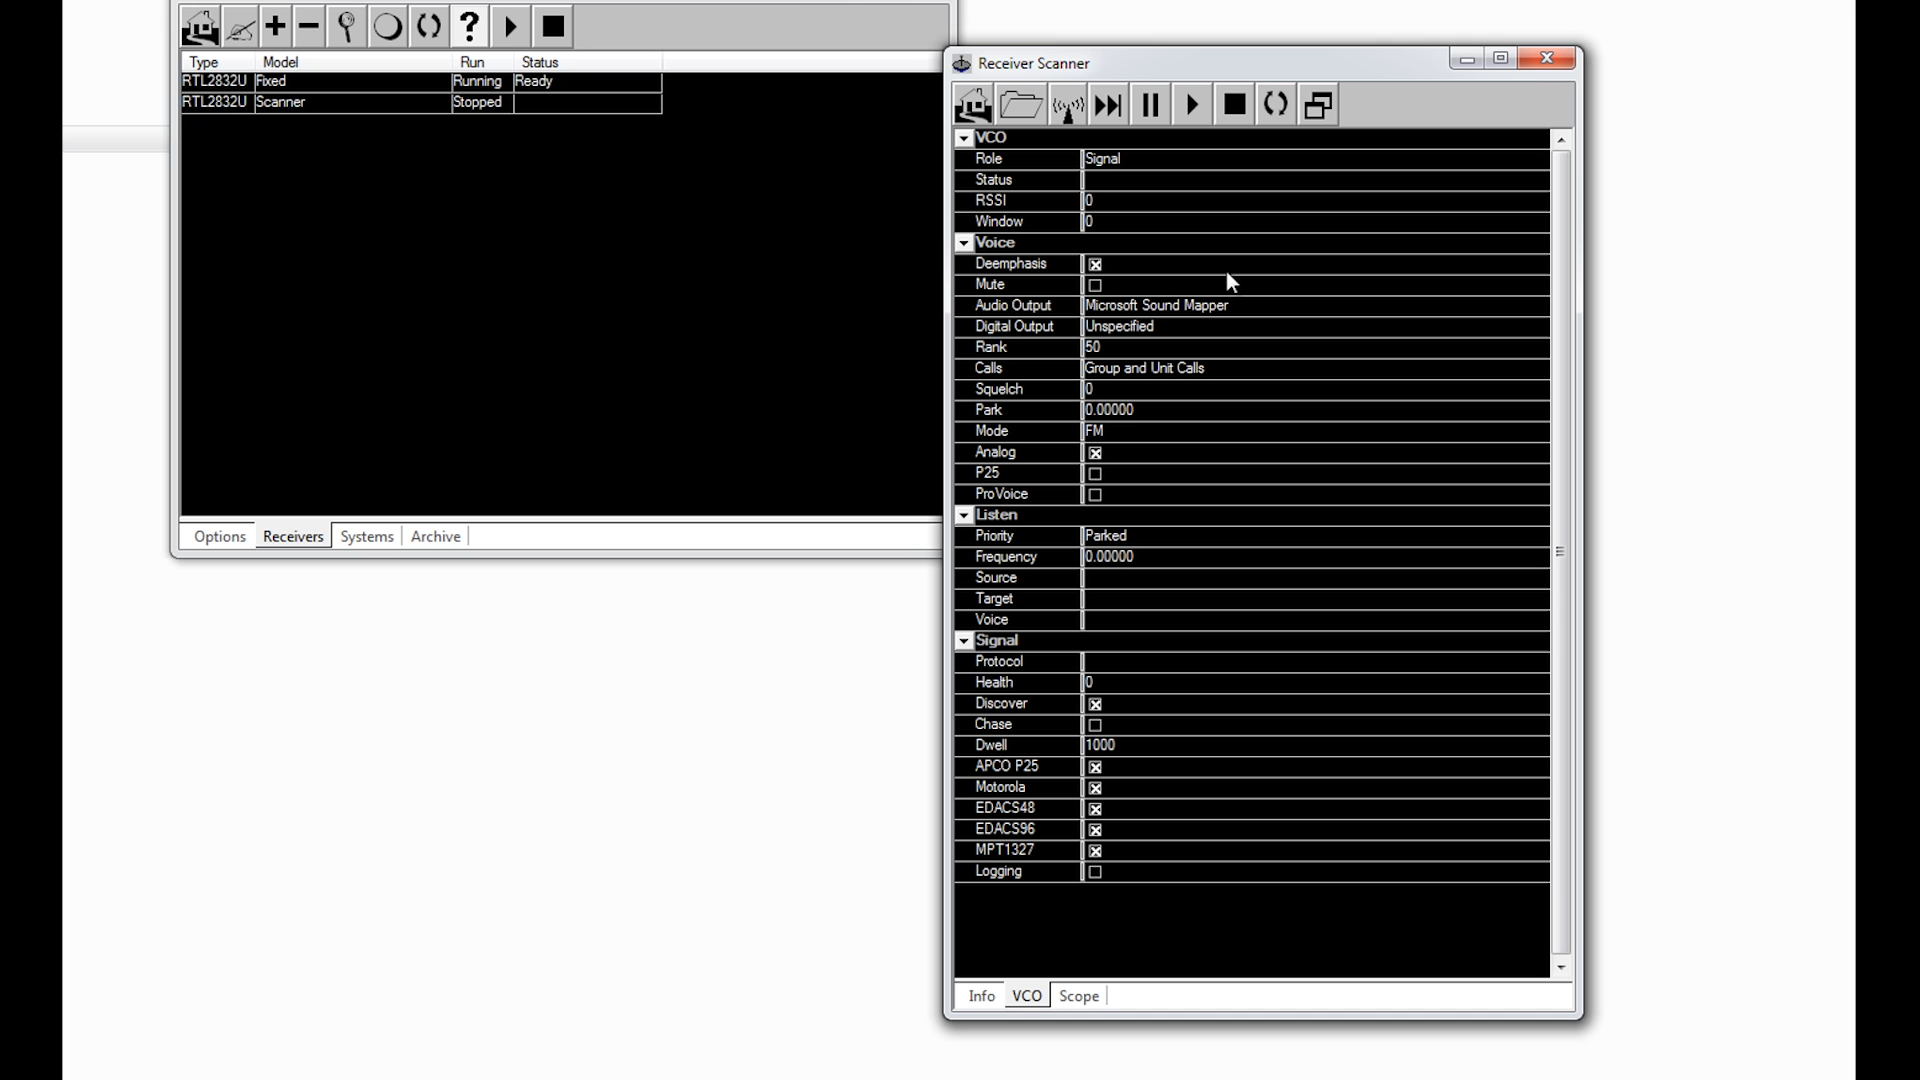 Type Model Run Status
RTL2832U Fixed Running Ready
RTL2832U Scanner Stopped
Options Receivers Systems Archive
Receiver Scanner
VCO
Role Signal
Status
RSSI 0
Window 0
Voice
Deemphasis
Mute
Audio Output Microsoft Sound Mapper
Digital Output Unspecified
Rank 50
Calls Group and Unit Calls
Squelch 0
Park 0.00000
Mode FM
Analog
P25
ProVoice
Listen
Priority Parked
Frequency 0.00000
Source
Target
Voice
Signal
Protocol
Health 0
Discover
Chase
Dwell 1000
APCO P25
Motorola
EDACS48
EDACS96
MPT1327
Logging
Info VCO Scope